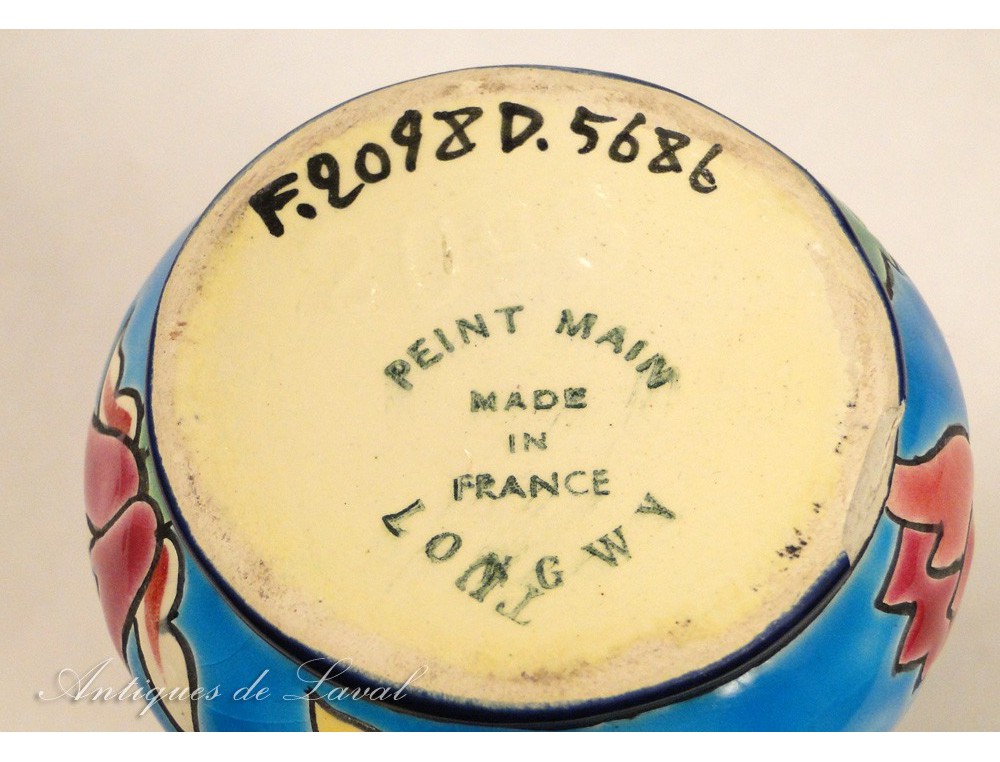 F.2098 D.5686
PEINT MAIN
MADE
IN
FRANCE
LONGWY
Antiques de Laval